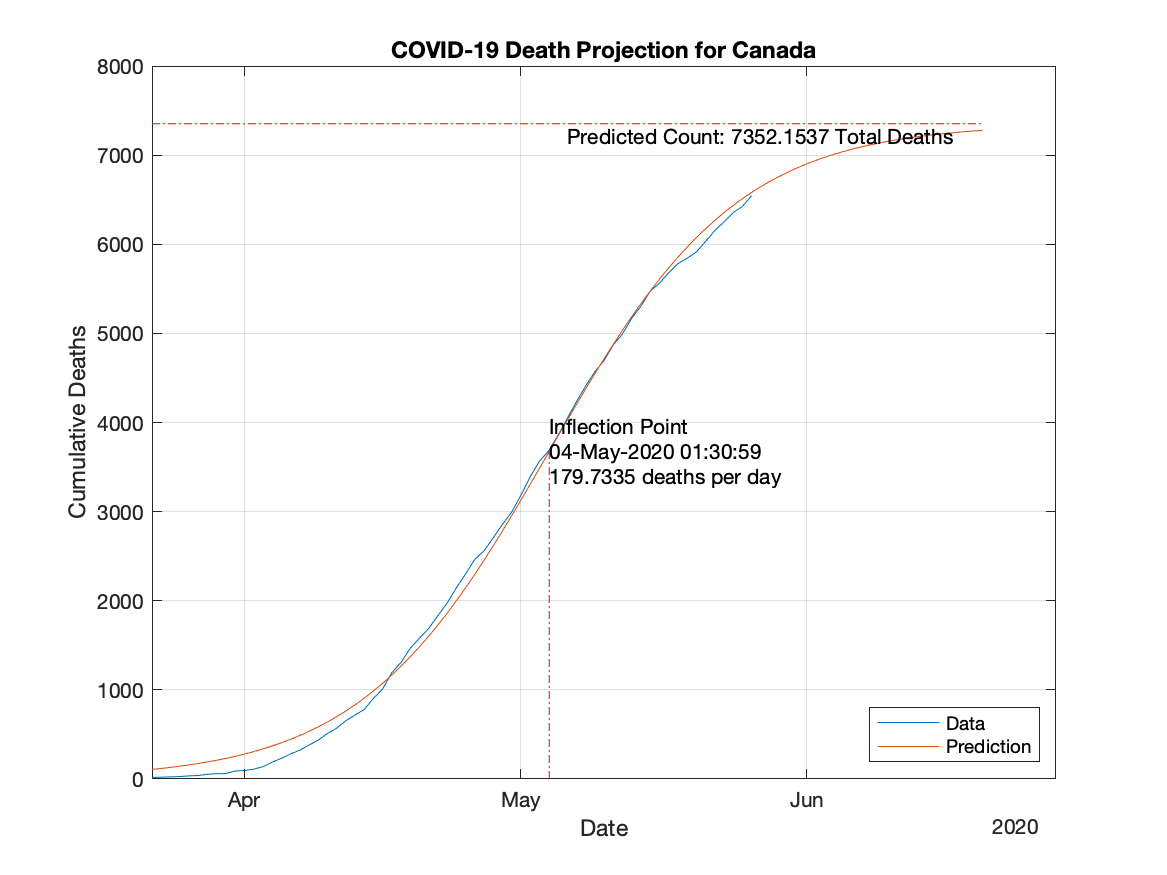 COVID-19 Death Projection for Canada
8000
7000
6000
5000
4000
3000
2000
1000
0
Cumulative Deaths
Predicted Count: 7352.1537 Total Deaths
Inflection Point
04-May-2020 01:30:59
179.7335 deaths per day
Data
Prediction
Apr
May
Jun
Date
2020